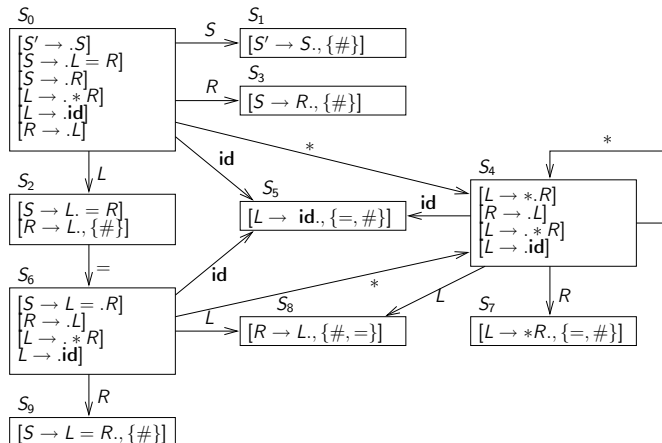 S0
[S′ → .S]
[S → .L = R]
[S → .R]
[L → . ∗ R]
[L → .id]
[R → .L]
S
S1
[S′ → S., {#}]
R
S3
[S → R., {#}]
∗
id
L
S2
[S → L. = R]
[R → L., {#}]
S5
[L → id., {=, #}]
id
S4
[L → ∗.R]
[R → .L]
[L → . ∗ R]
[L → .id]
∗
=
id
∗
S6
[S → L = .R]
[R → .L]
[L → . ∗ R]
L → .id]
L
S8
[R → L., {#, =}]
L
R
S7
[L → ∗R., {=, #}]
R
S9
[S → L = R., {#}]